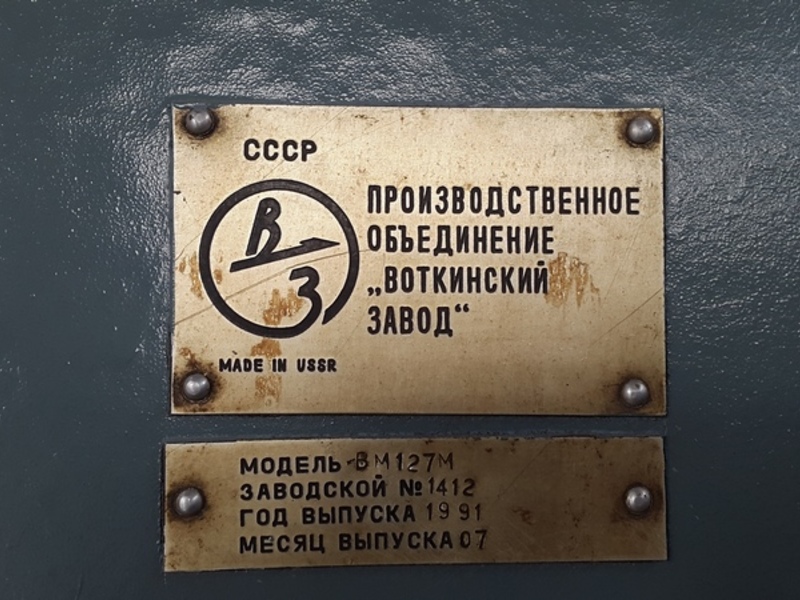 СССР
В
З
ПРОИЗВОДСТВЕННОЕ
ОБЪЕДИНЕНИЕ
„ВОТКИНСКИЙ
ЗАВОД“
MADE IN USSR
МОДЕЛЬ ВМ127М
ЗАВОДСКОЙ №1412
ГОД ВЫПУСКА 1991
МЕСЯЦ ВЫПУСКА 07